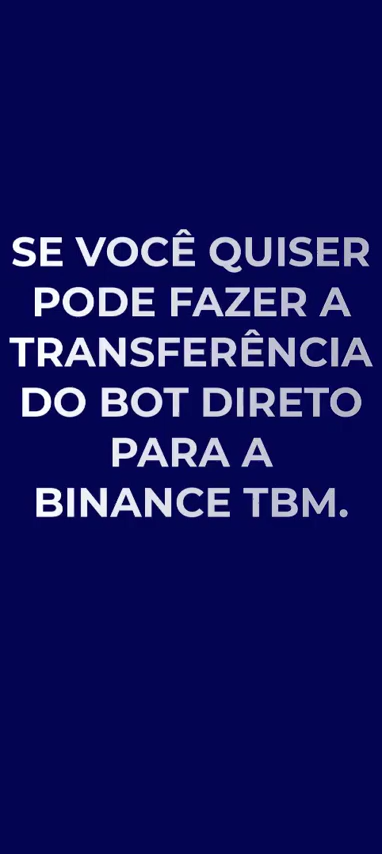 SE VOCÊ QUISER
PODE FAZER A
TRANSFERÊNCIA
DO BOT DIRETO
PARA A
BINANCE TBM.